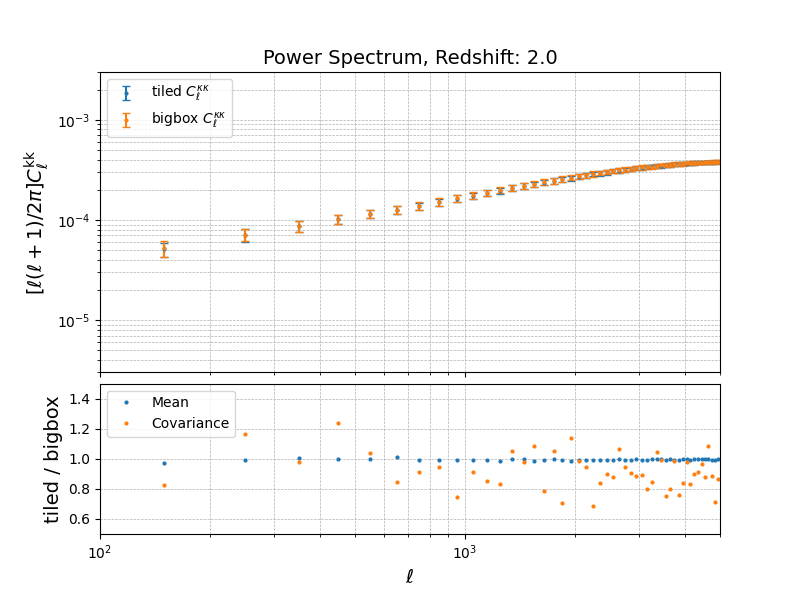 Power Spectrum, Redshift: 2.0
tiled $C_\ell^{\kappa\kappa}$
bigbox $C_\ell^{\kappa\kappa}$
$[\ell(\ell+1)/2\pi]C_\ell^{\mathrm{kk}}$
$10^{-3}$
$10^{-4}$
$10^{-5}$
Mean
Covariance
tiled / bigbox
1.4
1.2
1.0
0.8
0.6
$10^2$
$10^3$
$\ell$